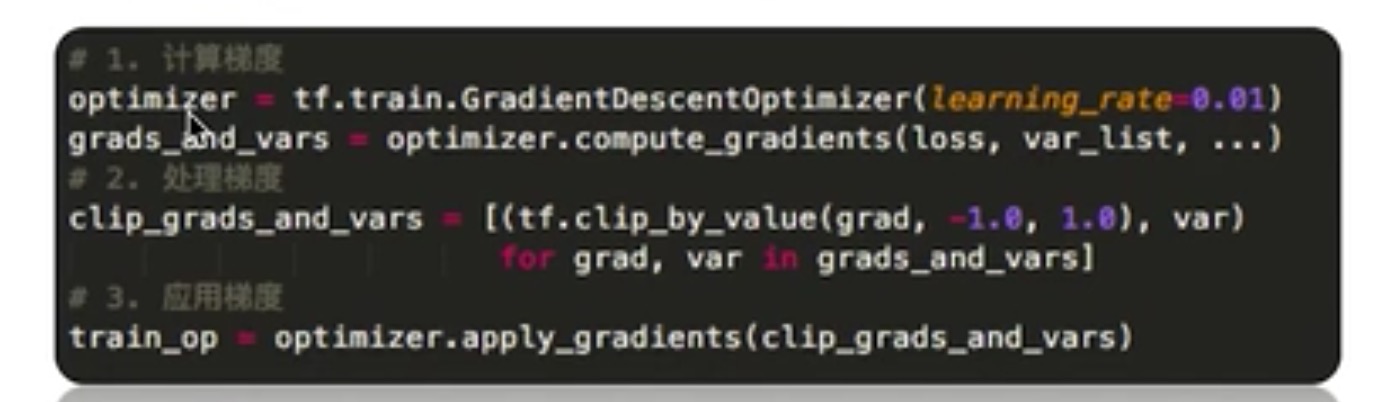 # 1. 计算梯度
optimizer = tf.train.GradientDescentOptimizer(learning_rate=0.01)
grads_and_vars = optimizer.compute_gradients(loss, var_list, ...)
# 2. 处理梯度
clip_grads_and_vars = [(tf.clip_by_value(grad, -1.0, 1.0), var)
for grad, var in grads_and_vars]
# 3. 应用梯度
train_op = optimizer.apply_gradients(clip_grads_and_vars)